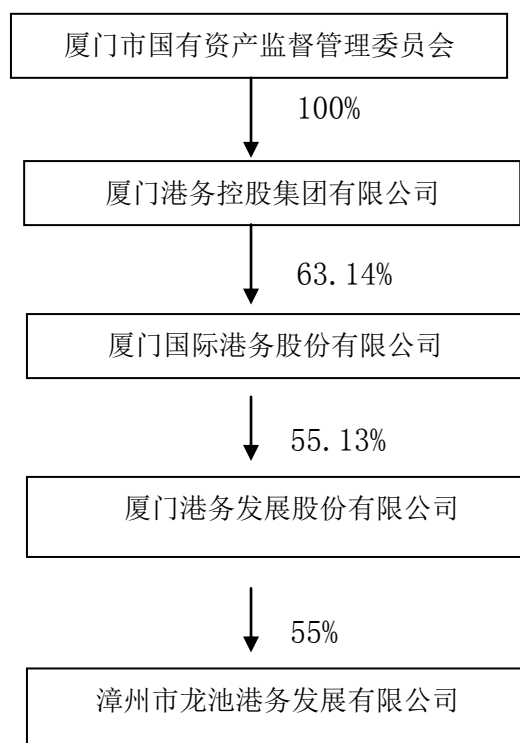 厦门市国有资产监督管理委员会
100%
厦门港务控股集团有限公司
63.14%
厦门国际港务股份有限公司
55.13%
厦门港务发展股份有限公司
55%
漳州市龙池港务发展有限公司